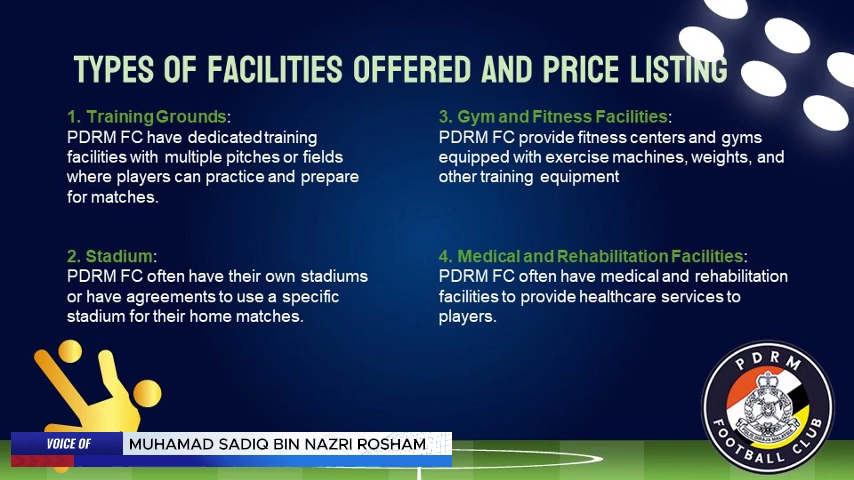 TYPES OF FACILITIES OFFERED AND PRICE LISTING
1. Training Grounds:
PDRM FC have dedicated training
facilities with multiple pitches or fields
where players can practice and prepare
for matches.
2. Stadium:
PDRM FC often have their own stadiums
or have agreements to use a specific
stadium for their home matches.
3. Gym and Fitness Facilities:
PDRM FC provide fitness centers and gyms
equipped with exercise machines, weights, and
other training equipment
4. Medical and Rehabilitation Facilities:
PDRM FC often have medical and rehabilitation
facilities to provide healthcare services to
players.
VOICE OF
MUHAMAD SADIQ BIN NAZRI ROSHAM
PDRM
FOOTBALL CLUB